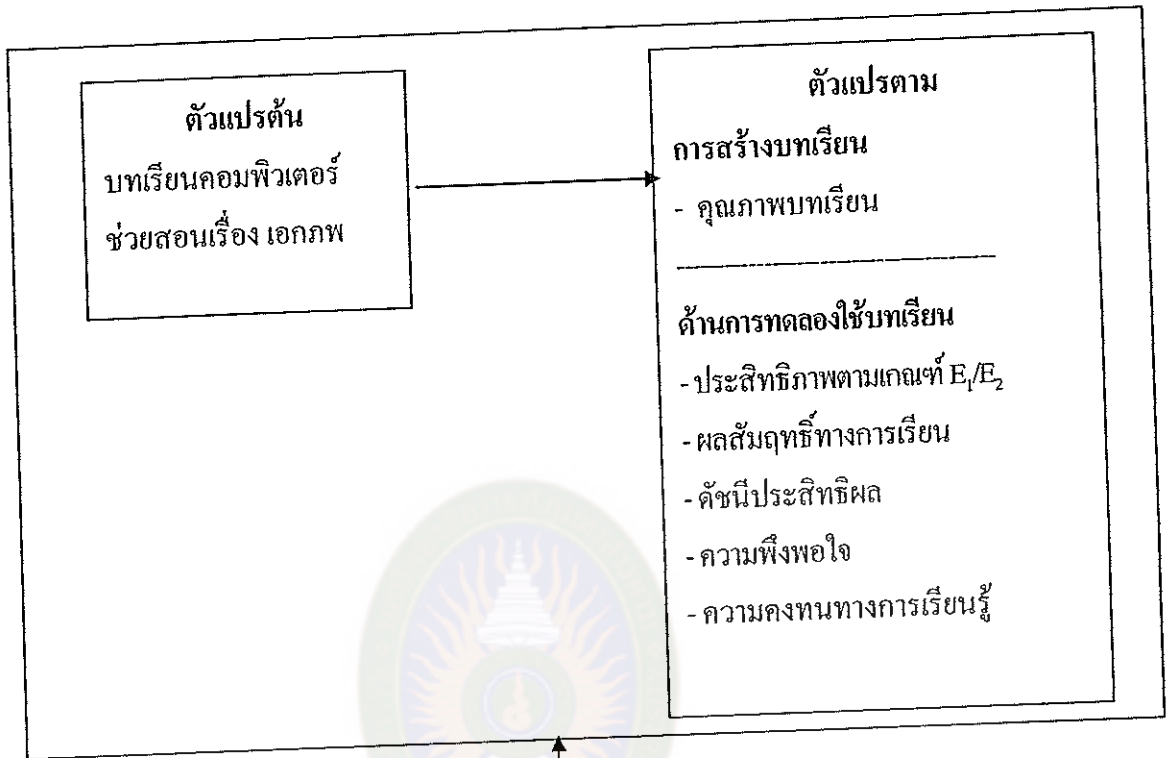 ตัวแปรต้น
บทเรียนคอมพิวเตอร์
ช่วยสอนเรื่อง เอกภพ
ตัวแปรตาม
การสร้างบทเรียน
- คุณภาพบทเรียน
ด้านการทดลองใช้บทเรียน
- ประสิทธิภาพตามเกณฑ์ E₁/E₂
- ผลสัมฤทธิ์ทางการเรียน
- ดัชนีประสิทธิผล
- ความพึงพอใจ
- ความคงทนทางการเรียนรู้